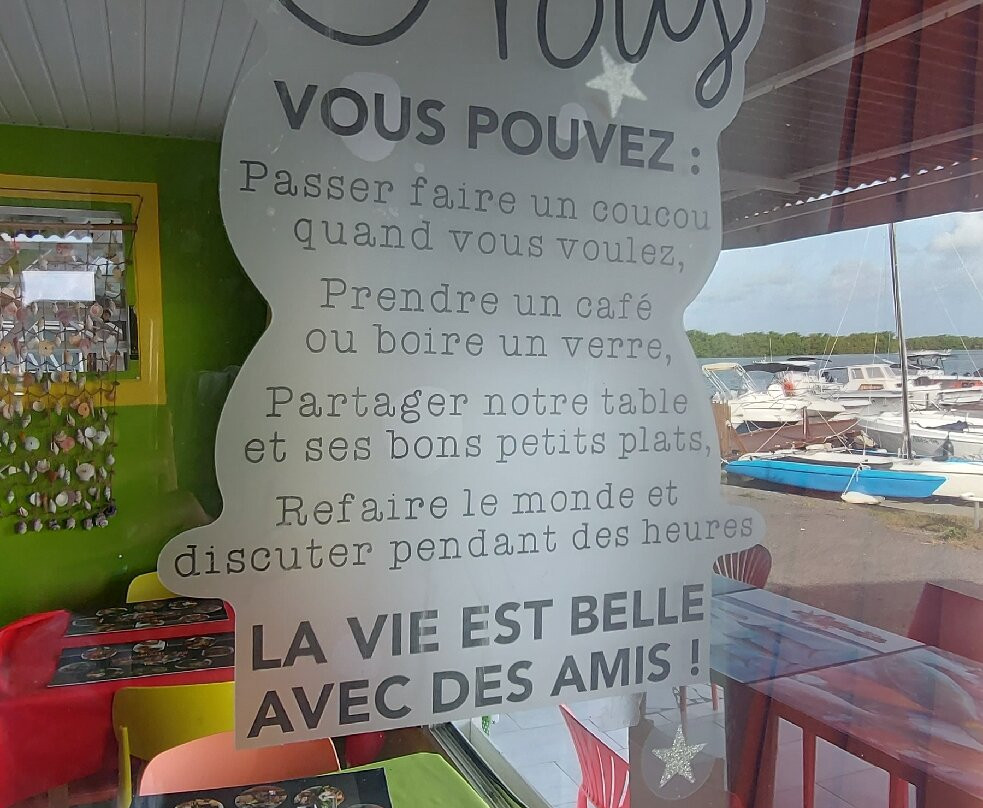 VOUS POUVEZ :
Passer faire un coucou
quand vous voulez,
Prendre un café
ou boire un verre,
Partager notre table
et ses bons petits plats,
Refaire le monde et
discuter pendant des heures
LA VIE EST BELLE
AVEC DES AMIS !